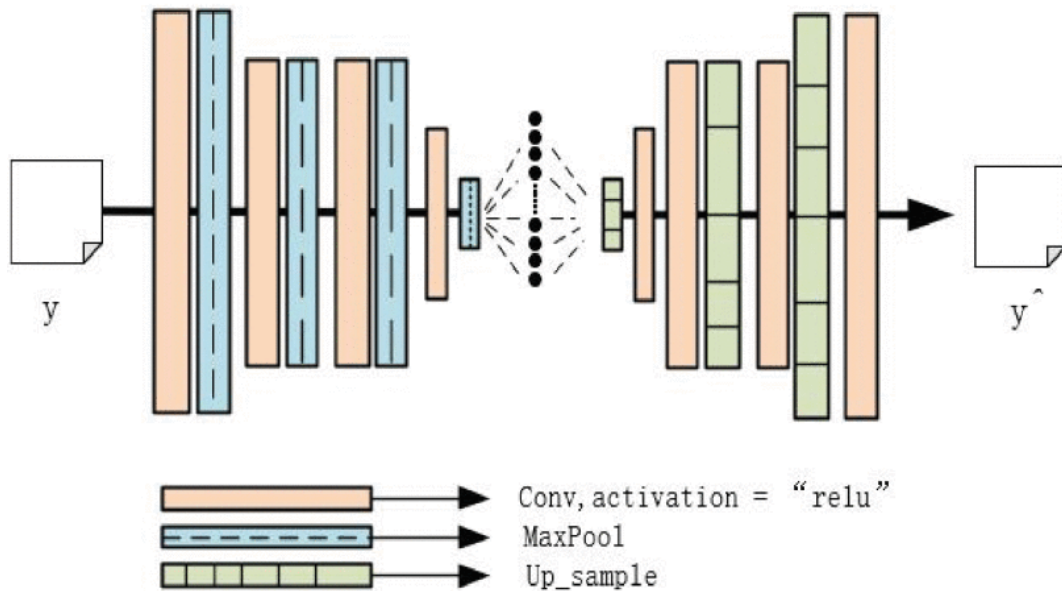 y
y^
Conv,activation = “relu”
MaxPool
Up_sample